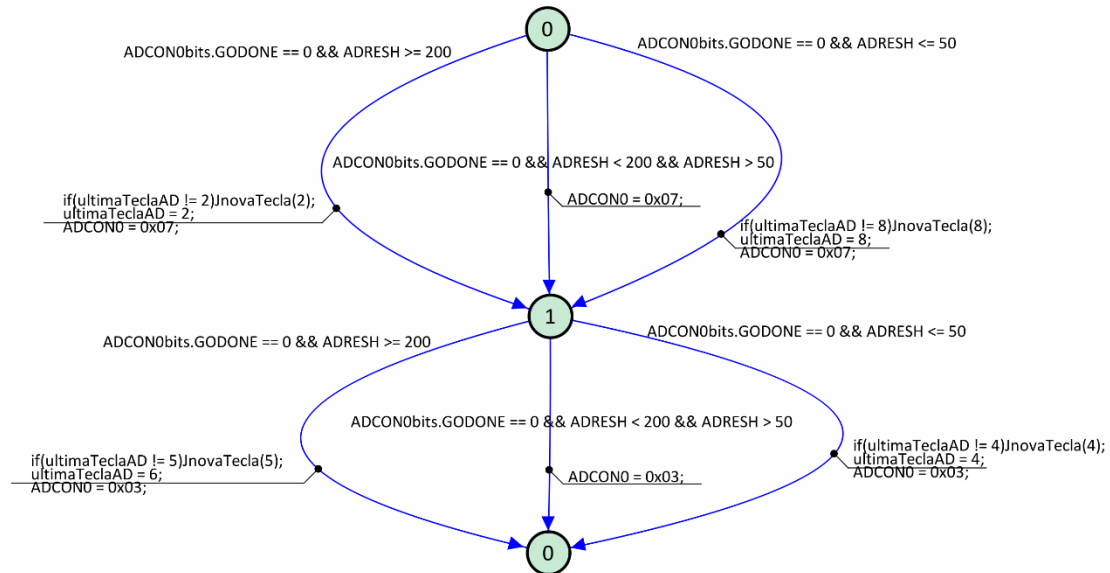 0
ADCON0bits.GODONE == 0 && ADRESH >= 200
ADCON0bits.GODONE == 0 && ADRESH <= 50
ADCON0bits.GODONE == 0 && ADRESH < 200 && ADRESH > 50
if(ultimaTeclaAD != 2)JnovaTecla(2);
ultimaTeclaAD = 2;
ADCON0 = 0x07;
ADCON0 = 0x07;
if(ultimaTeclaAD != 8)JnovaTecla(8);
ultimaTeclaAD = 8;
ADCON0 = 0x07;
1
ADCON0bits.GODONE == 0 && ADRESH >= 200
ADCON0bits.GODONE == 0 && ADRESH <= 50
ADCON0bits.GODONE == 0 && ADRESH < 200 && ADRESH > 50
if(ultimaTeclaAD != 5)JnovaTecla(5);
ultimaTeclaAD = 6;
ADCON0 = 0x03;
ADCON0 = 0x03;
if(ultimaTeclaAD != 4)JnovaTecla(4);
ultimaTeclaAD = 4;
ADCON0 = 0x03;
0